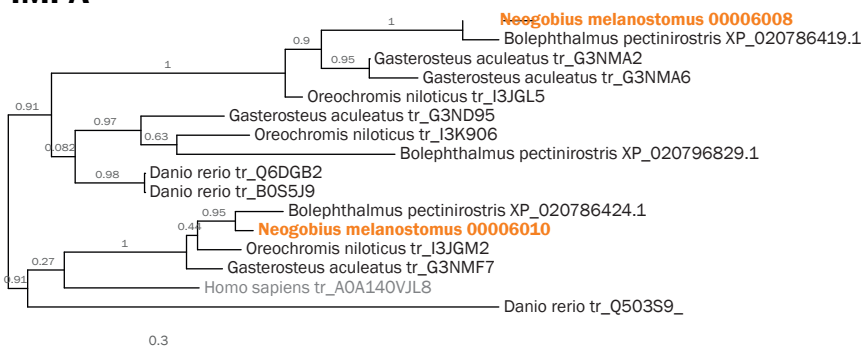 1 Neogobius melanostomus 00006008
0.9 Bolephthalmus pectinirostris XP_020786419.1
0.95 Gasterosteus aculeatus tr_G3NMA2
1 Gasterosteus aculeatus tr_G3NMA6
Oreochromis niloticus tr_I3JGL5
0.91 0.97 Gasterosteus aculeatus tr_G3ND95
0.63 Oreochromis niloticus tr_I3K906
0.082 Bolephthalmus pectinirostris XP_020796829.1
0.98 Danio rerio tr_Q6DGB2
Danio rerio tr_B0S5J9
0.95 Bolephthalmus pectinirostris XP_020786424.1
0.44 Neogobius melanostomus 00006010
1 Oreochromis niloticus tr_I3JGM2
0.27 Gasterosteus aculeatus tr_G3NMF7
0.91 Homo sapiens tr_A0A140VJL8
Danio rerio tr_Q503S9_
0.3